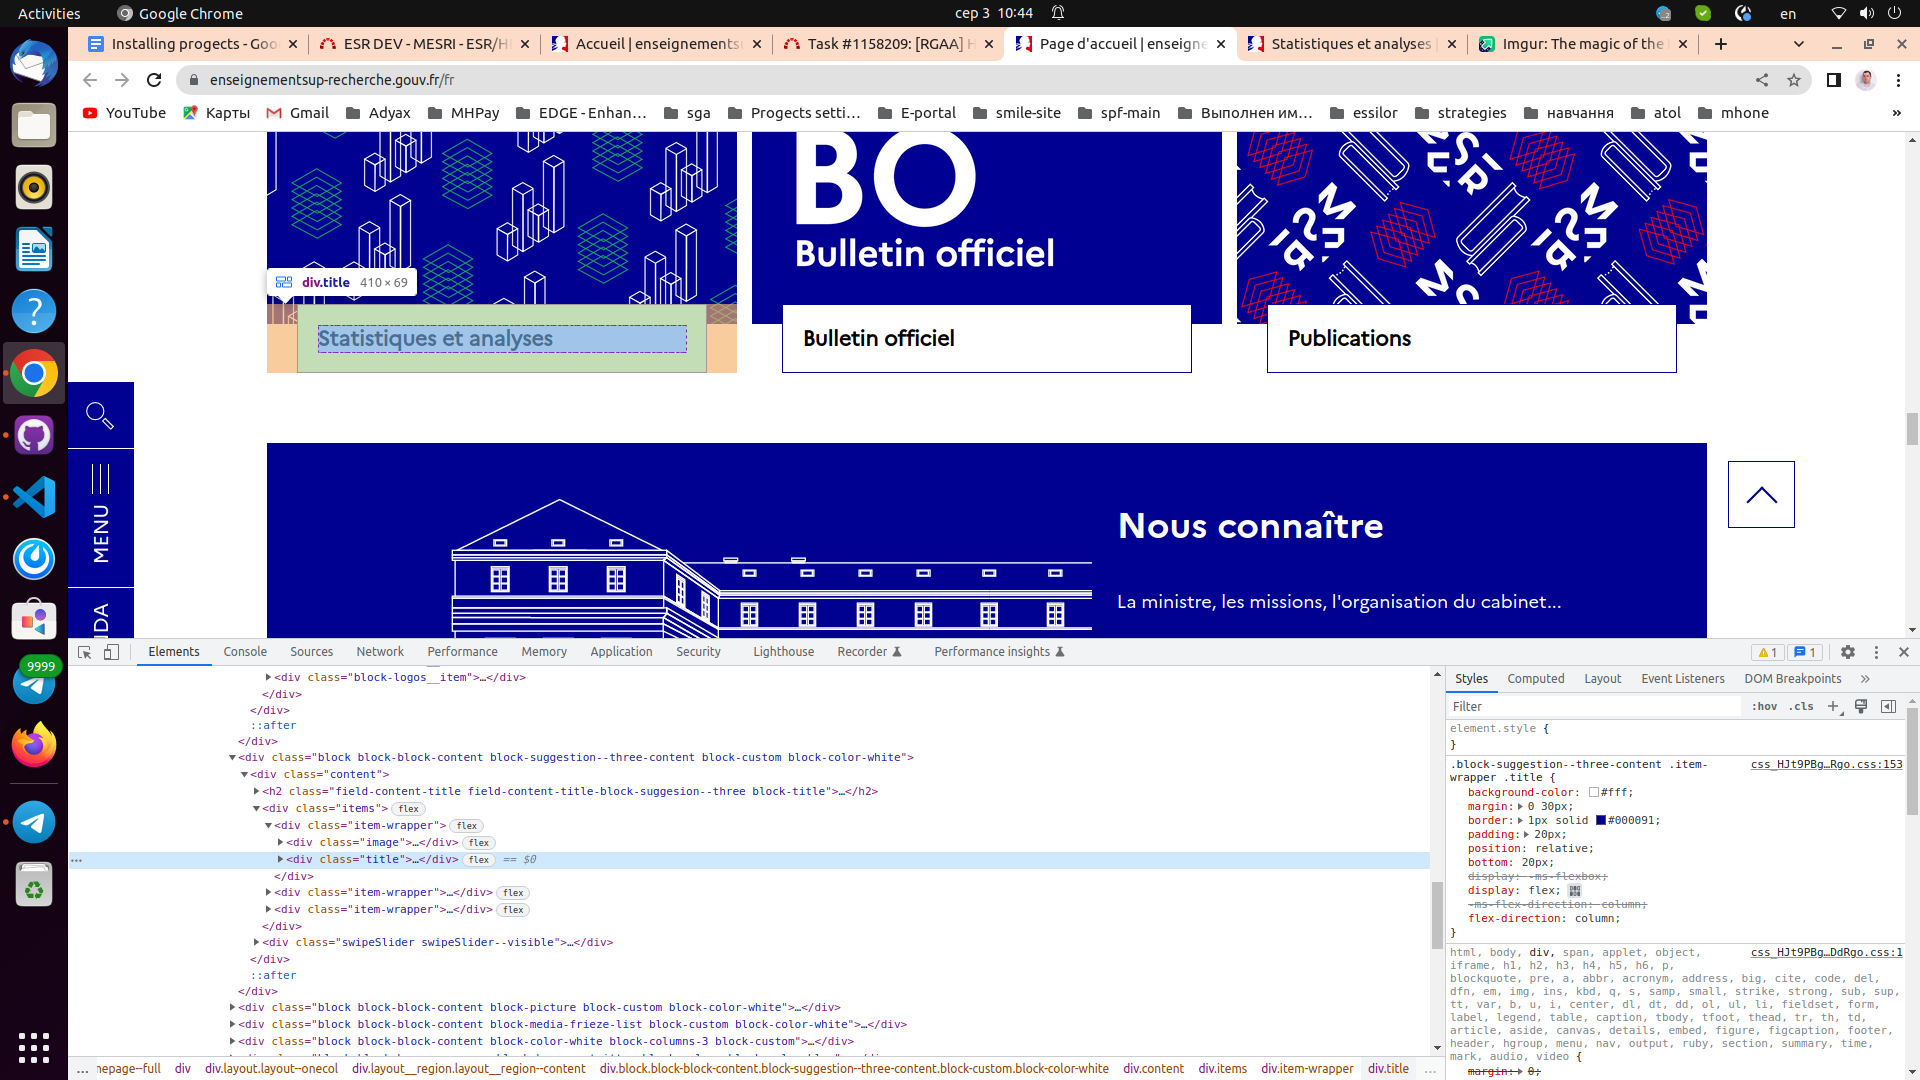 Activities
Google Chrome
сер 3 10:44
en
Installing progects - Goo
ESR DEV - MESRI - ESR/H
Accueil | enseignements
Task #1158209: [RGAA] H
Page d'accueil | enseigne
Statistiques et analyses |
Imgur: The magic of the
enseignementsup-recherche.gouv.fr/fr
YouTube
Карты
Gmail
Adyax
MHPay
EDGE - Enhan...
sga
Progects setti...
E-portal
smile-site
spf-main
Выполнен им...
essilor
strategies
навчання
atol
mhone
»
BO
Bulletin officiel
div.title 410 × 69
Statistiques et analyses
Bulletin officiel
Publications
MENU
NDA
Nous connaître
La ministre, les missions, l'organisation du cabinet...
9999
Elements
Console
Sources
Network
Performance
Memory
Application
Security
Lighthouse
Recorder
Performance insights
1
1
<div class="block-logos__item">…</div>
</div>
</div>
::after
</div>
<div class="block block-block-content block-suggestion--three-content block-custom block-color-white">
<div class="content">
<h2 class="field-content-title field-content-title-block-suggesion--three block-title">…</h2>
<div class="items"> flex
<div class="item-wrapper"> flex
<div class="image">…</div> flex
<div class="title">…</div> flex == $0
</div>
<div class="item-wrapper">…</div> flex
<div class="item-wrapper">…</div> flex
</div>
<div class="swipeSlider swipeSlider--visible">…</div>
</div>
::after
</div>
<div class="block block-block-content block-picture block-custom block-color-white">…</div>
<div class="block block-block-content block-media-frieze-list block-custom block-color-white">…</div>
<div class="block block-block-content block-color-white block-columns-3 block-custom">…</div>
... nepage--full div div.layout.layout--onecol div.layout__region.layout__region--content div.block.block-block-content.block-suggestion--three-content.block-custom.block-color-white div.content div.items div.item-wrapper div.title ...
Styles
Computed
Layout
Event Listeners
DOM Breakpoints
»
Filter
:hov .cls
element.style {
}
.block-suggestion--three-content .item-wrapper .title { css_HJt9PBg…Rgo.css:153
background-color: #fff;
margin: 0 30px;
border: 1px solid #000091;
padding: 20px;
position: relative;
bottom: 20px;
display: -ms-flexbox;
display: flex;
-ms-flex-direction: column;
flex-direction: column;
}
html, body, div, span, applet, object, css_HJt9PBg…DdRgo.css:1
iframe, h1, h2, h3, h4, h5, h6, p,
blockquote, pre, a, abbr, acronym, address, big, cite, code, del,
dfn, em, img, ins, kbd, q, s, samp, small, strike, strong, sub, sup,
tt, var, b, u, i, center, dl, dt, dd, ol, ul, li, fieldset, form,
label, legend, table, caption, tbody, tfoot, thead, tr, th, td,
article, aside, canvas, details, embed, figure, figcaption, footer,
header, hgroup, menu, nav, output, ruby, section, summary, time,
mark, audio, video {
margin: 0;